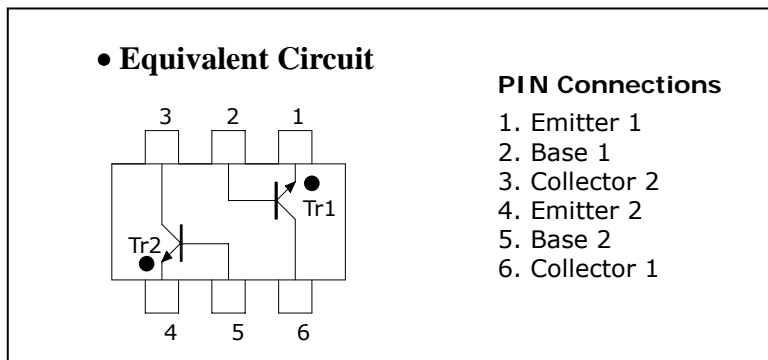 • Equivalent Circuit
3 2 1
Tr1
Tr2
4 5 6
PIN Connections
1. Emitter 1
2. Base 1
3. Collector 2
4. Emitter 2
5. Base 2
6. Collector 1